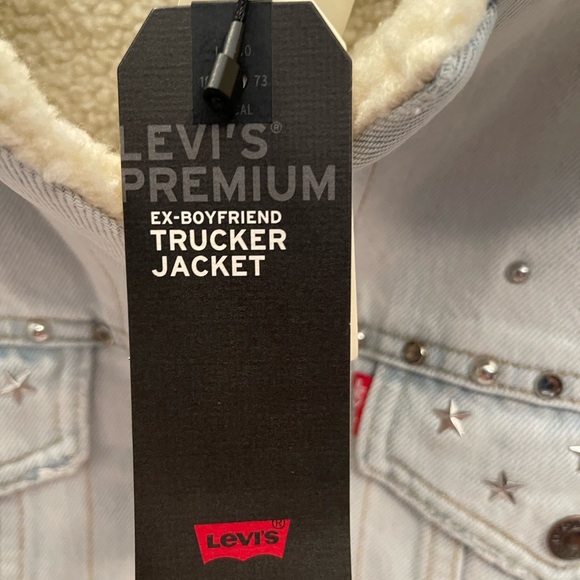 LEVI'S®
PREMIUM
EX-BOYFRIEND
TRUCKER
JACKET
Levi's®